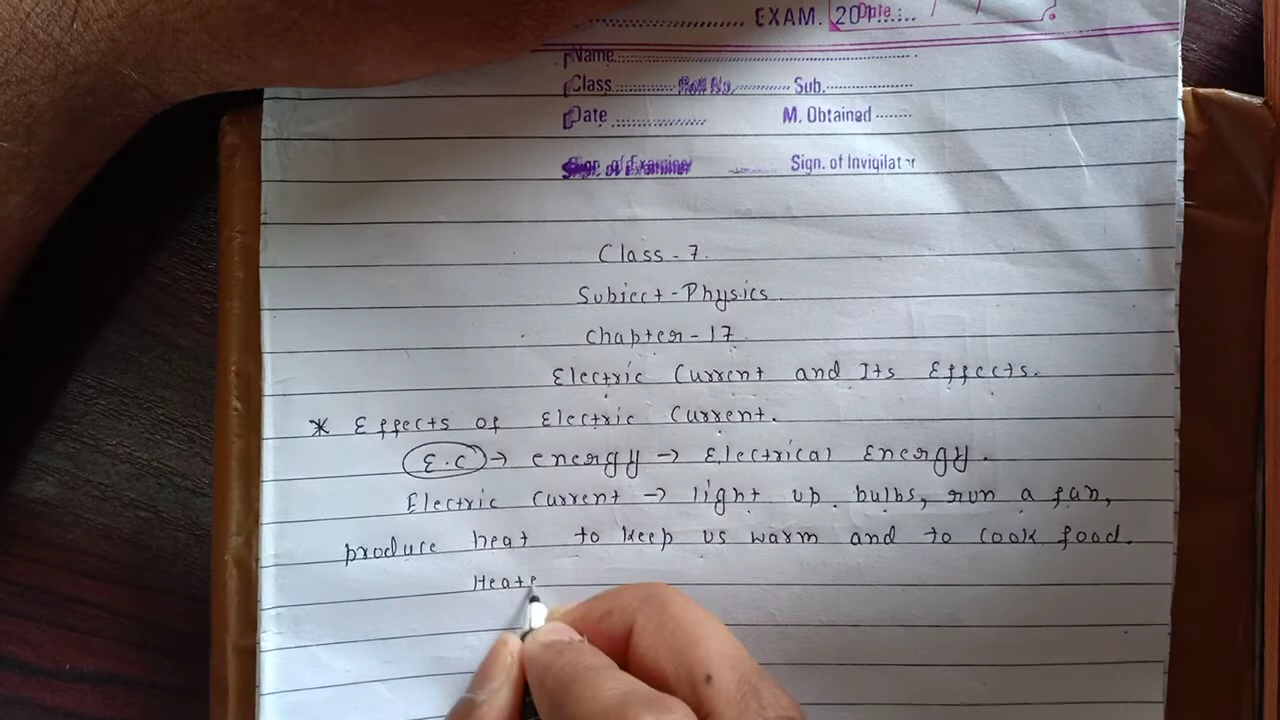 EXAM. 20
Date
Name
Class Roll No. Sub.
Date M. Obtained
Sign. of Examiner Sign. of Invigilator
Class - 7.
Subject - Physics.
Chapter - 17.
Electric Current and Its Effects.
* Effects of Electric Current.
E.C → energy → Electrical Energy.
Electric Current → light up bulbs, run a fan,
produce heat to keep us warm and to cook food.
Heate